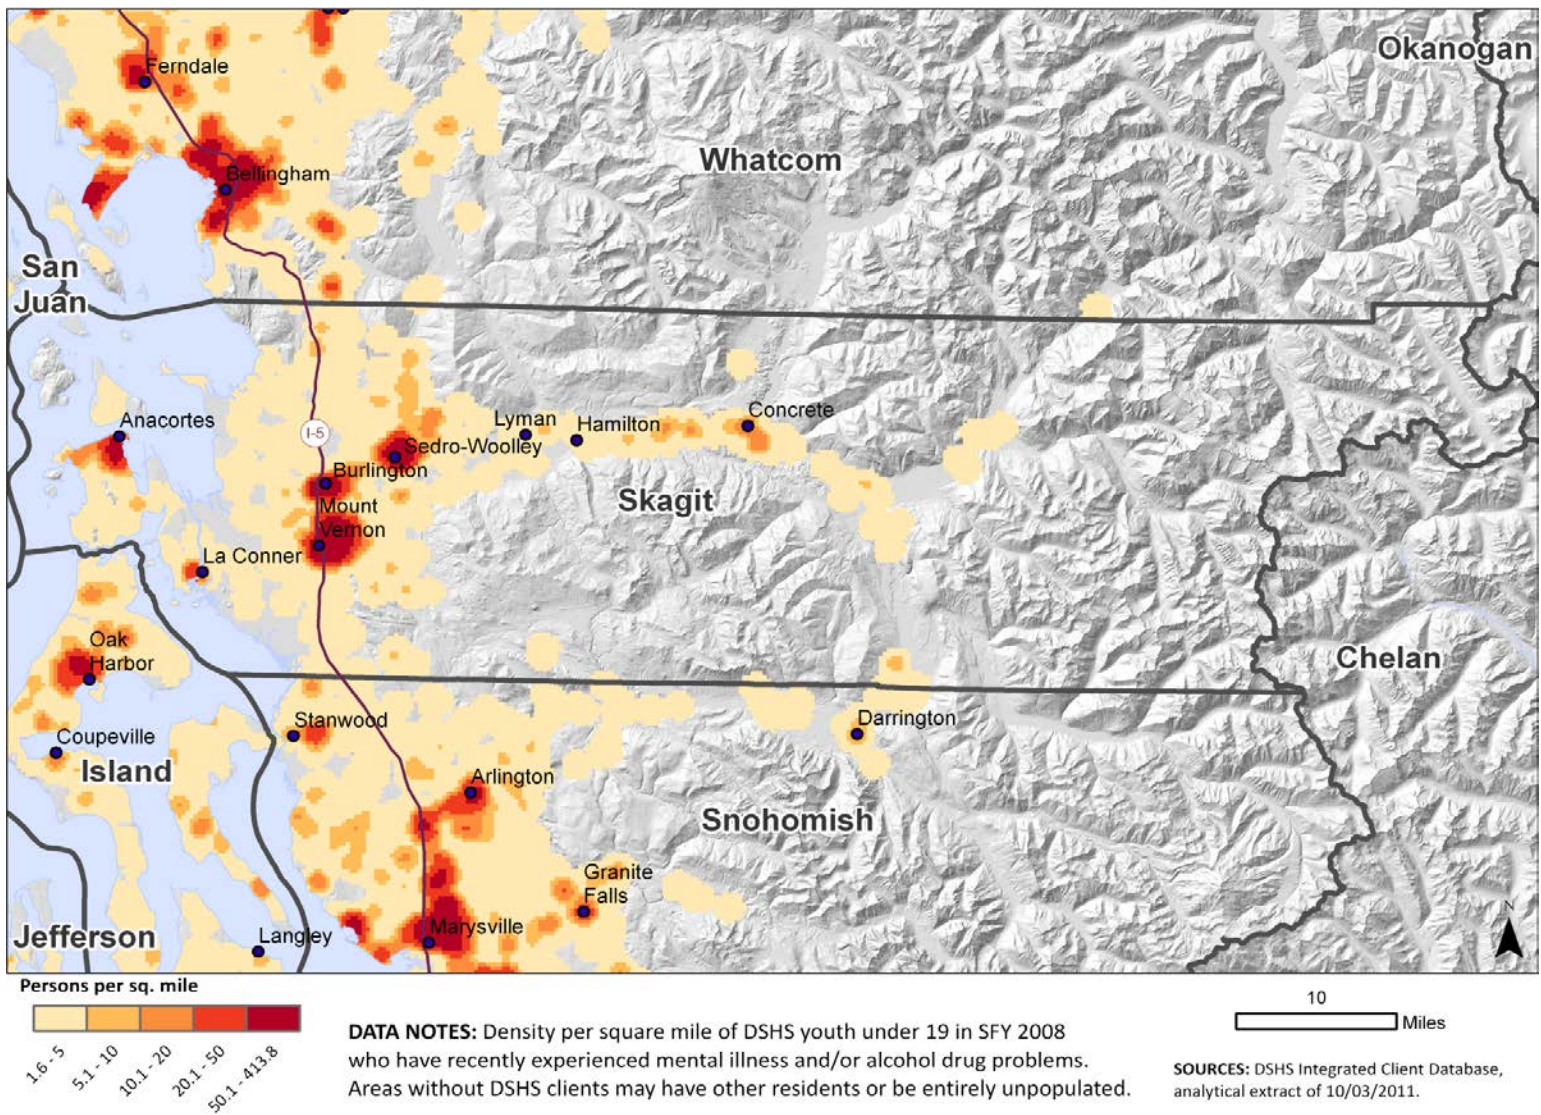 Okanogan
Ferndale
Whatcom
Bellingham
San
Juan
Anacortes
Lyman
Hamilton
Concrete
I-5
Sedro-Woolley
Burlington
Skagit
Mount
Vernon
La Conner
Oak
Harbor
Chelan
Stanwood
Darrington
Coupeville
Island
Arlington
Snohomish
Granite
Falls
Jefferson
Langley
Marysville
N
Persons per sq. mile
1.6 - 5
5.1 - 10
10.1 - 20
20.1 - 50
50.1 - 413.8
DATA NOTES: Density per square mile of DSHS youth under 19 in SFY 2008
who have recently experienced mental illness and/or alcohol drug problems.
Areas without DSHS clients may have other residents or be entirely unpopulated.
10
Miles
SOURCES: DSHS Integrated Client Database,
analytical extract of 10/03/2011.